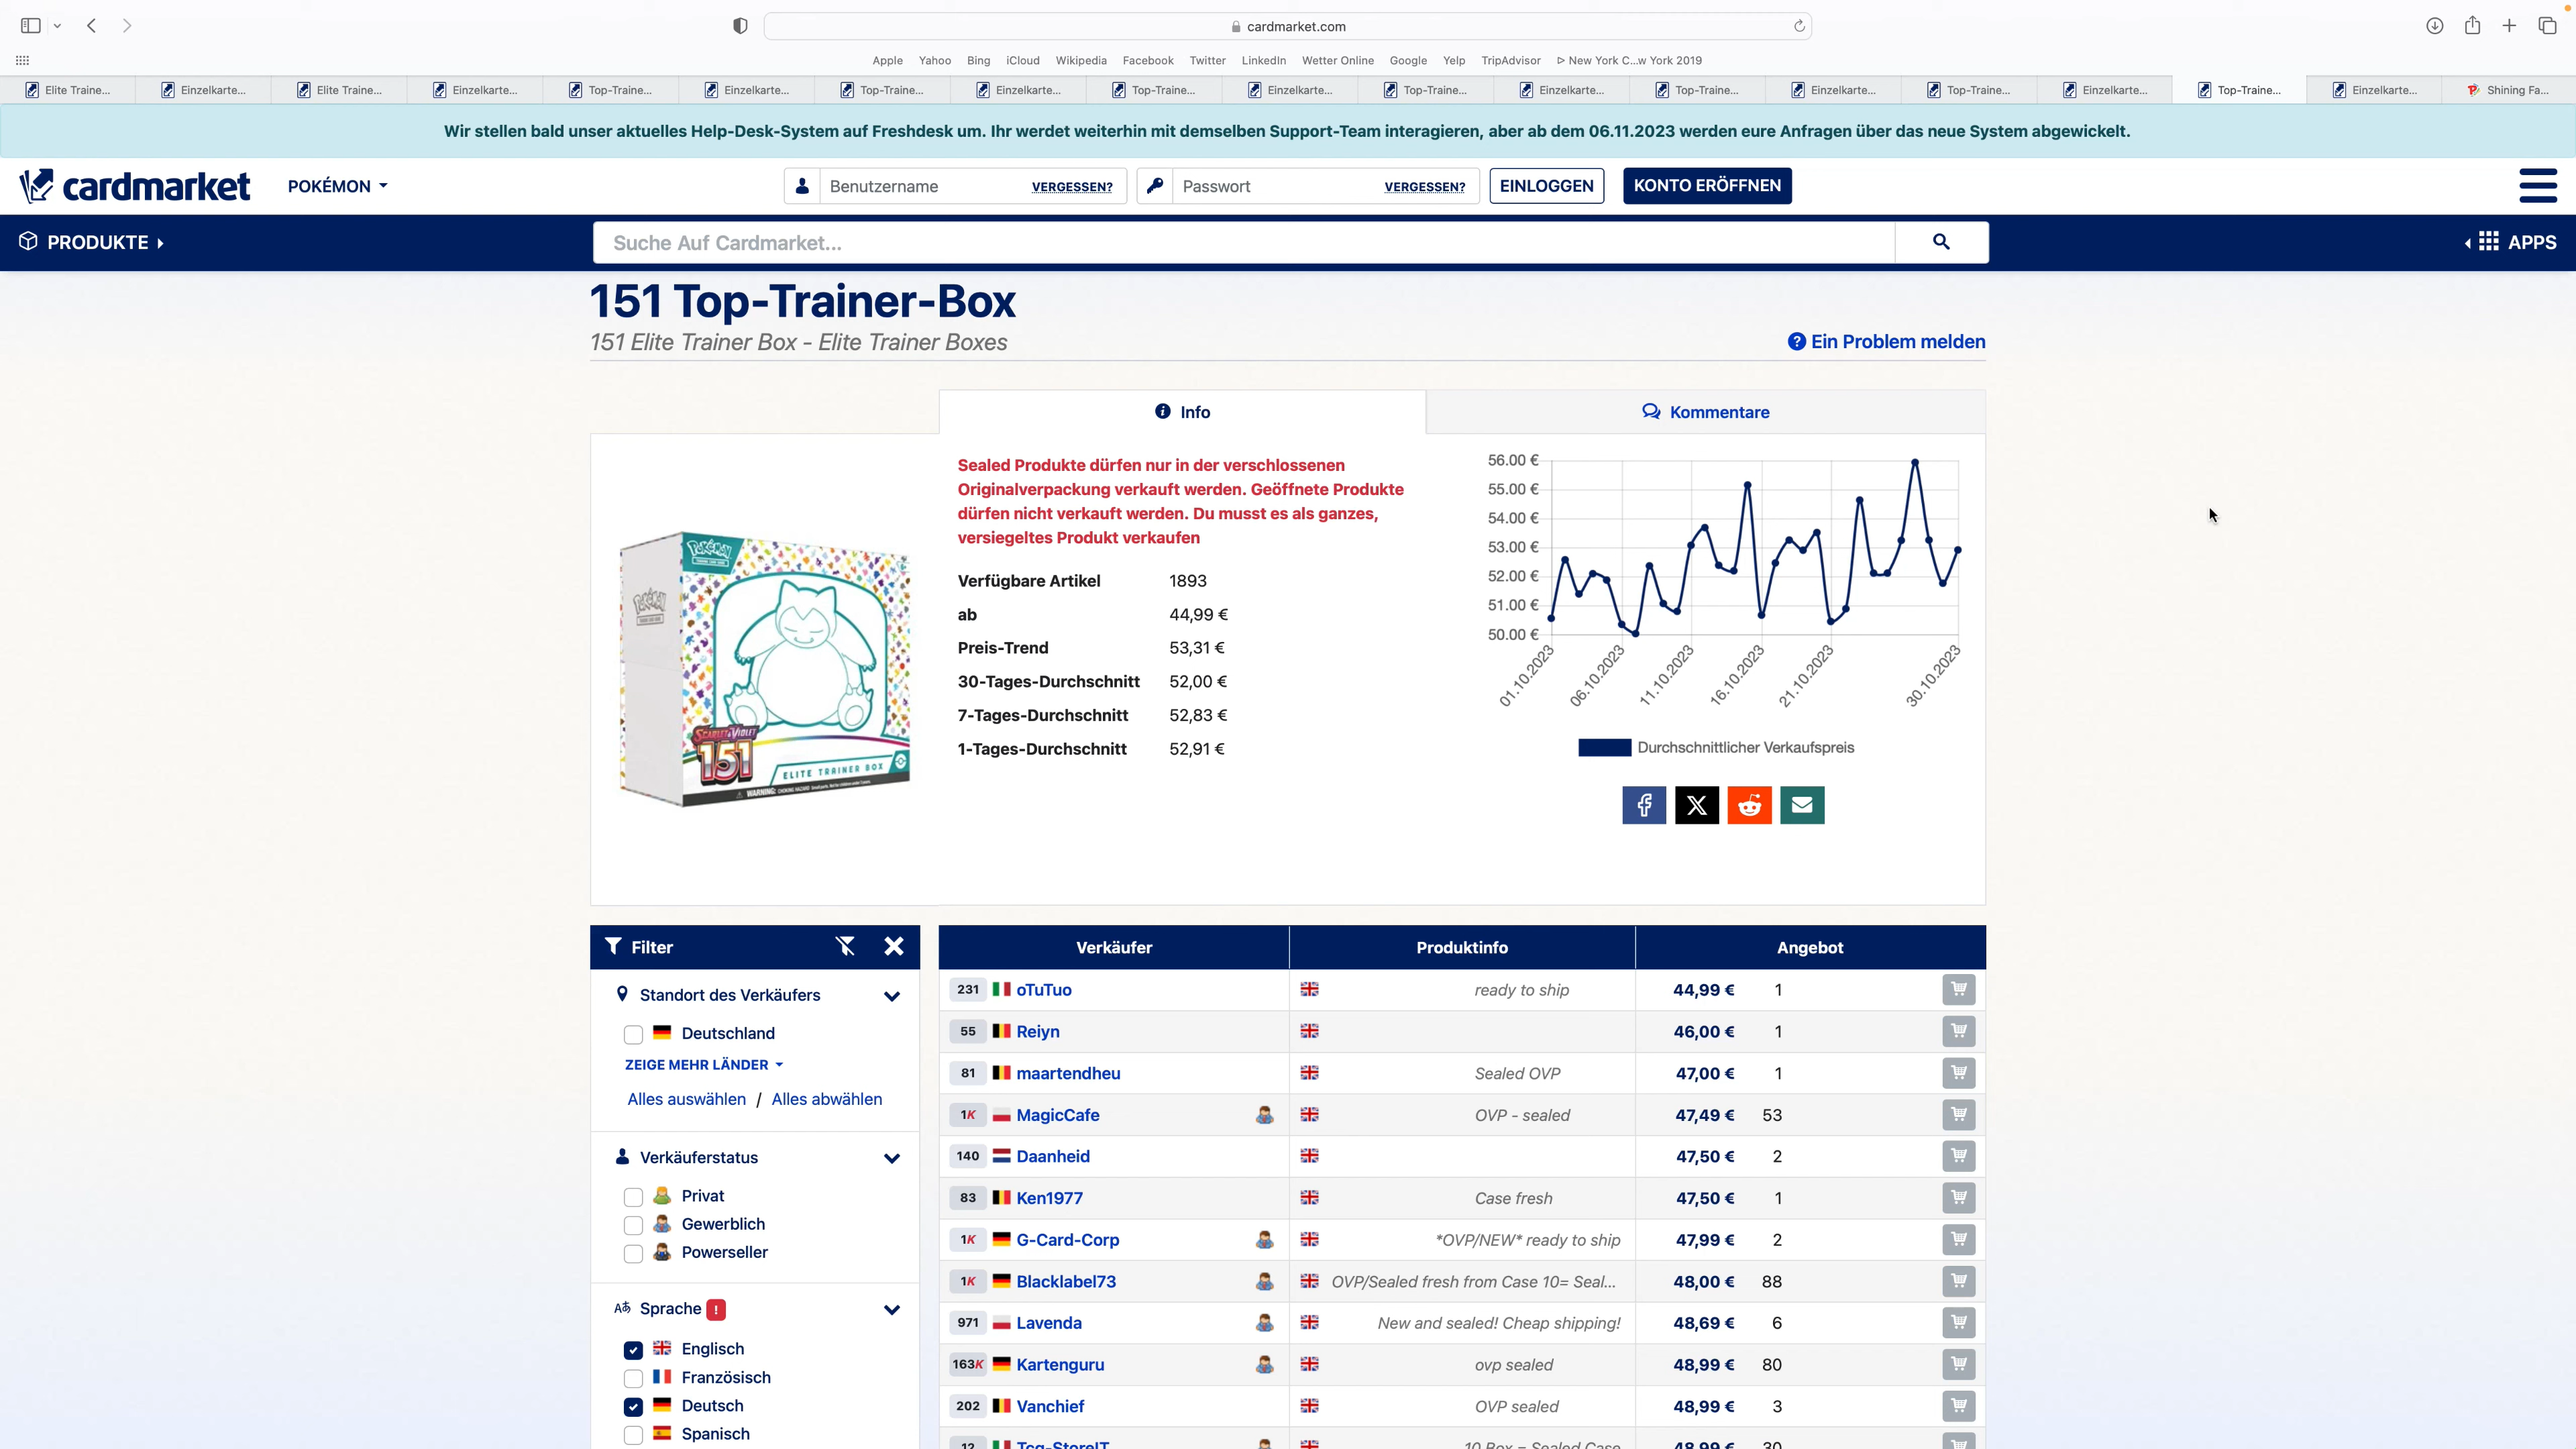 cardmarket.com
Apple Yahoo Bing iCloud Wikipedia Facebook Twitter LinkedIn Wetter Online Google Yelp TripAdvisor ⊳ New York C...w York 2019
Elite Traine... Einzelkarte... Elite Traine... Einzelkarte... Top-Traine... Einzelkarte... Top-Traine... Einzelkarte... Top-Traine... Einzelkarte... Top-Traine... Einzelkarte... Top-Traine... Einzelkarte... Top-Traine... Einzelkarte... Top-Traine... Einzelkarte... Shining Fa...
Wir stellen bald unser aktuelles Help-Desk-System auf Freshdesk um. Ihr werdet weiterhin mit demselben Support-Team interagieren, aber ab dem 06.11.2023 werden eure Anfragen über das neue System abgewickelt.
cardmarket POKÉMON Benutzername VERGESSEN? Passwort VERGESSEN? EINLOGGEN KONTO ERÖFFNEN
PRODUKTE Suche Auf Cardmarket... APPS
151 Top-Trainer-Box
151 Elite Trainer Box - Elite Trainer Boxes
Ein Problem melden
Info
Kommentare
POKéMON
POKéMON
SCARLET & VIOLET
151
ELITE TRAINER BOX
Sealed Produkte dürfen nur in der verschlossenen
Originalverpackung verkauft werden. Geöffnete Produkte
dürfen nicht verkauft werden. Du musst es als ganzes,
versiegeltes Produkt verkaufen
Verfügbare Artikel 1893
ab 44,99 €
Preis-Trend 53,31 €
30-Tages-Durchschnitt 52,00 €
7-Tages-Durchschnitt 52,83 €
1-Tages-Durchschnitt 52,91 €
56.00 €
55.00 €
54.00 €
53.00 €
52.00 €
51.00 €
50.00 €
01.10.2023 06.10.2023 11.10.2023 16.10.2023 21.10.2023 30.10.2023
Durchschnittlicher Verkaufspreis
Filter
Standort des Verkäufers
Deutschland
ZEIGE MEHR LÄNDER
Alles auswählen / Alles abwählen
Verkäuferstatus
Privat
Gewerblich
Powerseller
Sprache !
Englisch
Französisch
Deutsch
Spanisch
Verkäufer Produktinfo Angebot
231 oTuTuo ready to ship 44,99 € 1
55 Reiyn 46,00 € 1
81 maartendheu Sealed OVP 47,00 € 1
1K MagicCafe OVP - sealed 47,49 € 53
140 Daanheid 47,50 € 2
83 Ken1977 Case fresh 47,50 € 1
1K G-Card-Corp *OVP/NEW* ready to ship 47,99 € 2
1K Blacklabel73 OVP/Sealed fresh from Case 10= Seal... 48,00 € 88
971 Lavenda New and sealed! Cheap shipping! 48,69 € 6
163K Kartenguru ovp sealed 48,99 € 80
202 Vanchief OVP sealed 48,99 € 3
12 Tcg-StoreIT 10 Box = Sealed Case 48,99 € 30